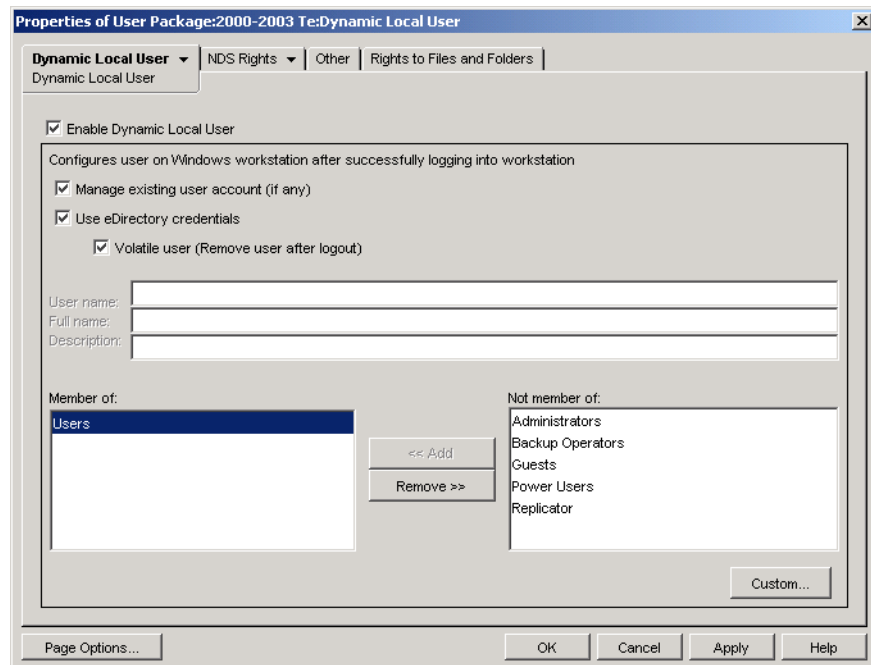 Properties of User Package:2000-2003 Te:Dynamic Local User
Dynamic Local User
NDS Rights
Other
Rights to Files and Folders
Dynamic Local User
Enable Dynamic Local User
Configures user on Windows workstation after successfully logging into workstation
Manage existing user account (if any)
Use eDirectory credentials
Volatile user (Remove user after logout)
User name:
Full name:
Description:
Member of:
Users
<< Add
Remove >>
Not member of:
Administrators
Backup Operators
Guests
Power Users
Replicator
Custom...
Page Options...
OK
Cancel
Apply
Help